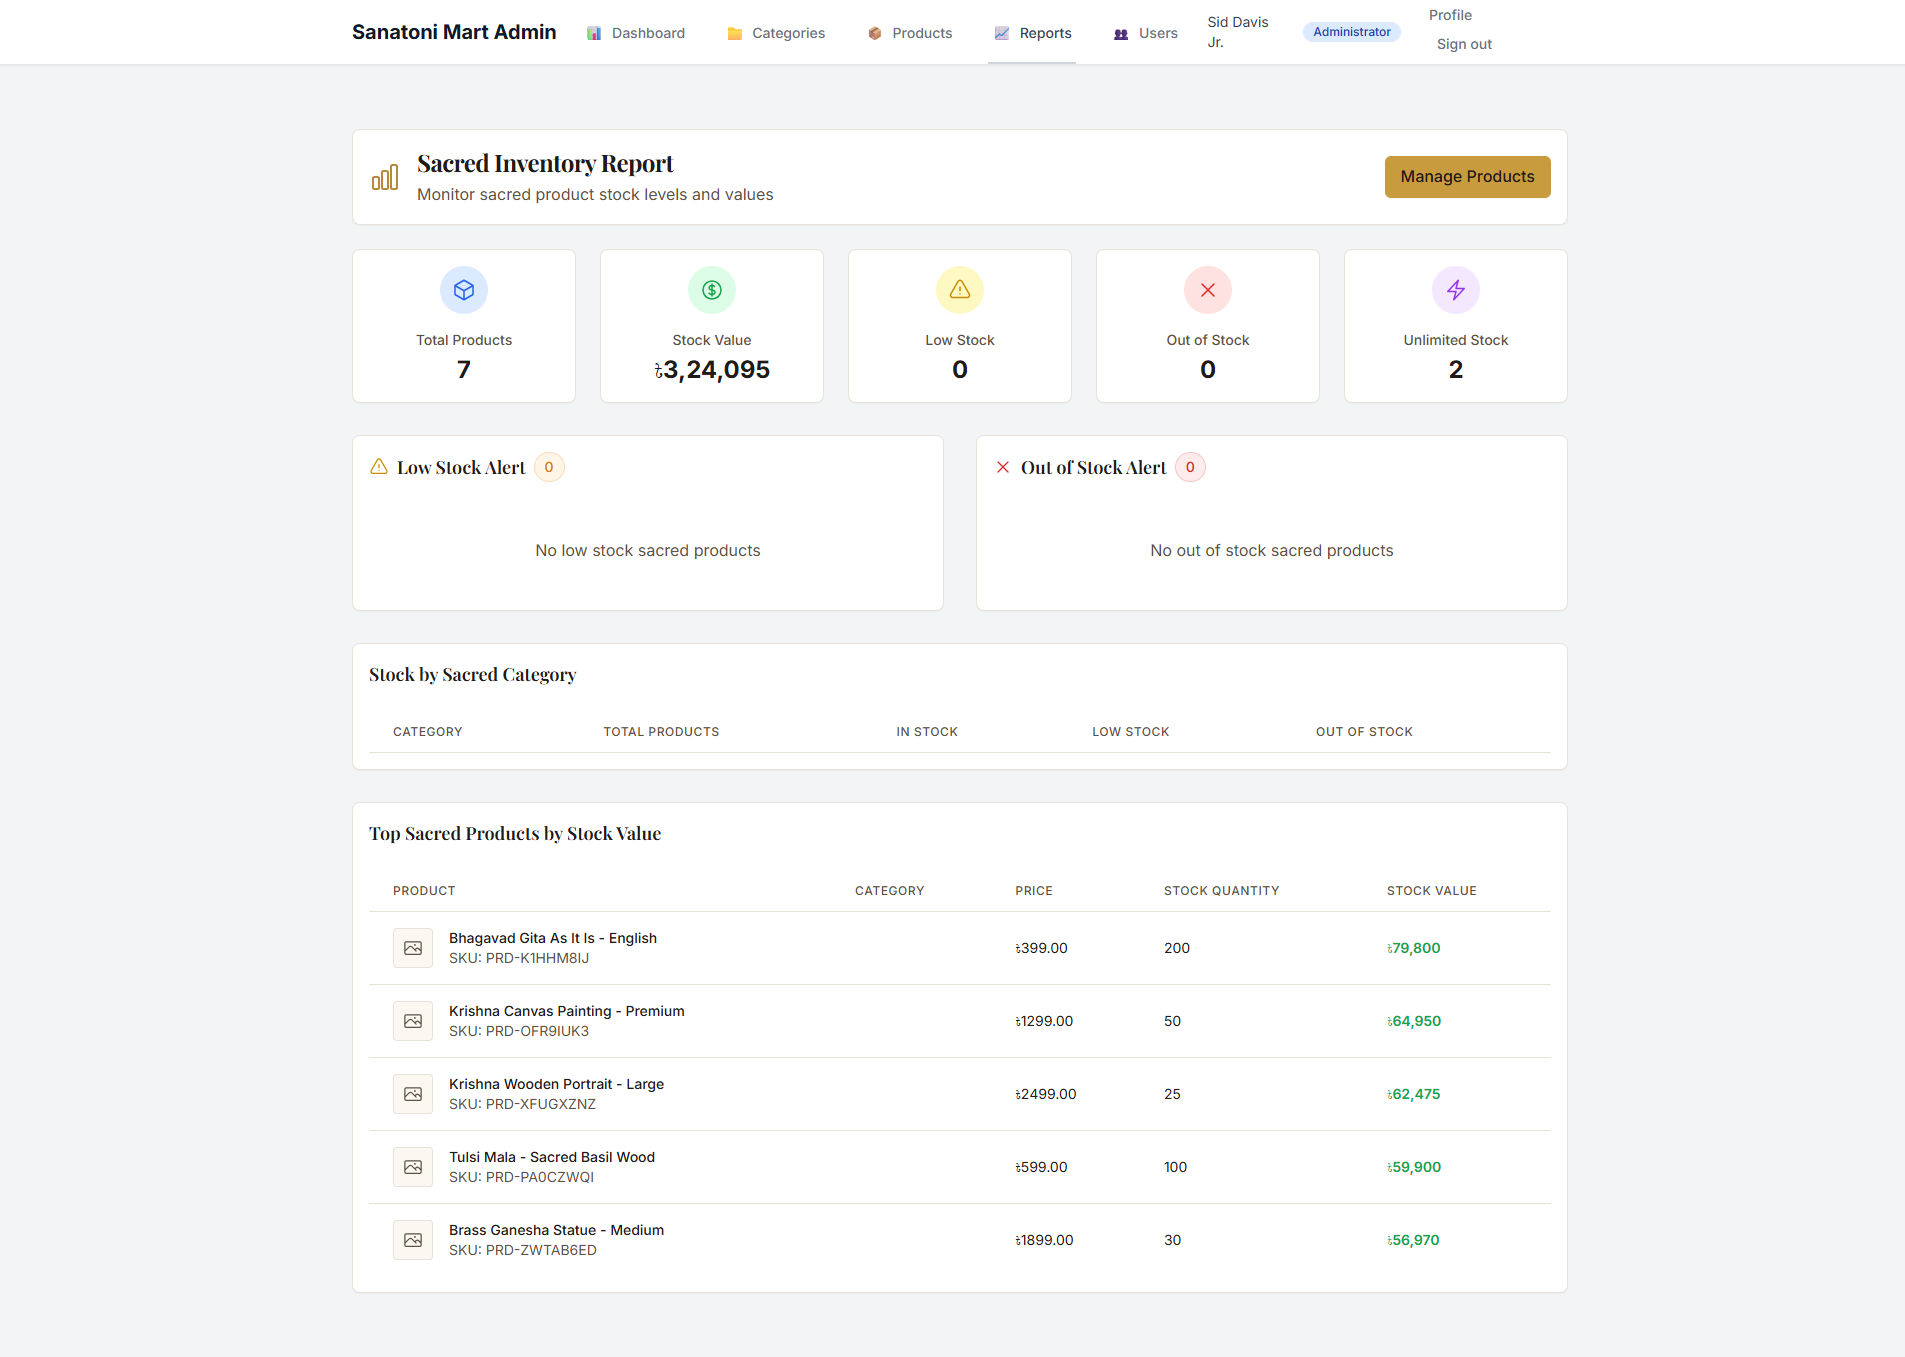 Sanatoni Mart Admin
Dashboard
Categories
Products
Reports
Users
Sid Davis
Jr.
Administrator
Profile
Sign out
Sacred Inventory Report
Monitor sacred product stock levels and values
Manage Products
Total Products
7
Stock Value
৳3,24,095
Low Stock
0
Out of Stock
0
Unlimited Stock
2
Low Stock Alert 0
No low stock sacred products
Out of Stock Alert 0
No out of stock sacred products
Stock by Sacred Category
CATEGORY TOTAL PRODUCTS IN STOCK LOW STOCK OUT OF STOCK
Top Sacred Products by Stock Value
PRODUCT CATEGORY PRICE STOCK QUANTITY STOCK VALUE
Bhagavad Gita As It Is - English
SKU: PRD-K1HHM8IJ
৳399.00 200 ৳79,800
Krishna Canvas Painting - Premium
SKU: PRD-OFR9IUK3
৳1299.00 50 ৳64,950
Krishna Wooden Portrait - Large
SKU: PRD-XFUGXZNZ
৳2499.00 25 ৳62,475
Tulsi Mala - Sacred Basil Wood
SKU: PRD-PA0CZWQI
৳599.00 100 ৳59,900
Brass Ganesha Statue - Medium
SKU: PRD-ZWTAB6ED
৳1899.00 30 ৳56,970